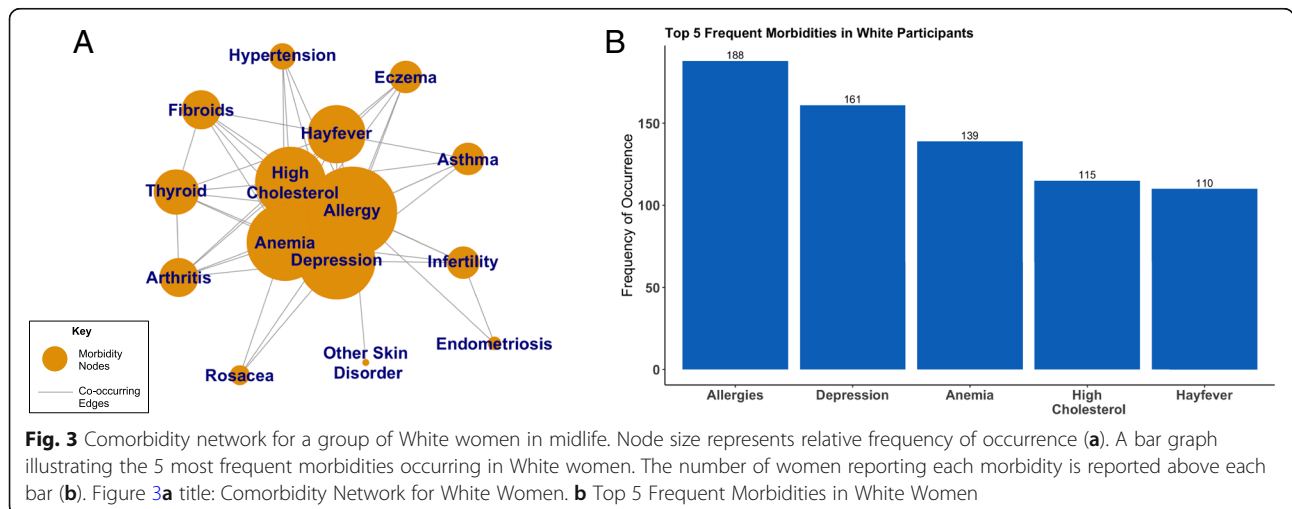 A
Hypertension
Eczema
Fibroids
Hayfever
Asthma
High
Cholesterol
Thyroid
Allergy
Anemia
Depression
Infertility
Arthritis
Endometriosis
Other Skin
Disorder
Rosacea
Key
Morbidity
Nodes
Co-occurring
Edges
B
Top 5 Frequent Morbidities in White Participants
188
161
139
115
110
150
100
50
0
Frequency of Occurrence
Allergies
Depression
Anemia
High
Cholesterol
Hayfever
Fig. 3 Comorbidity network for a group of White women in midlife. Node size represents relative frequency of occurrence (a). A bar graph
illustrating the 5 most frequent morbidities occurring in White women. The number of women reporting each morbidity is reported above each
bar (b). Figure 3a title: Comorbidity Network for White Women. b Top 5 Frequent Morbidities in White Women